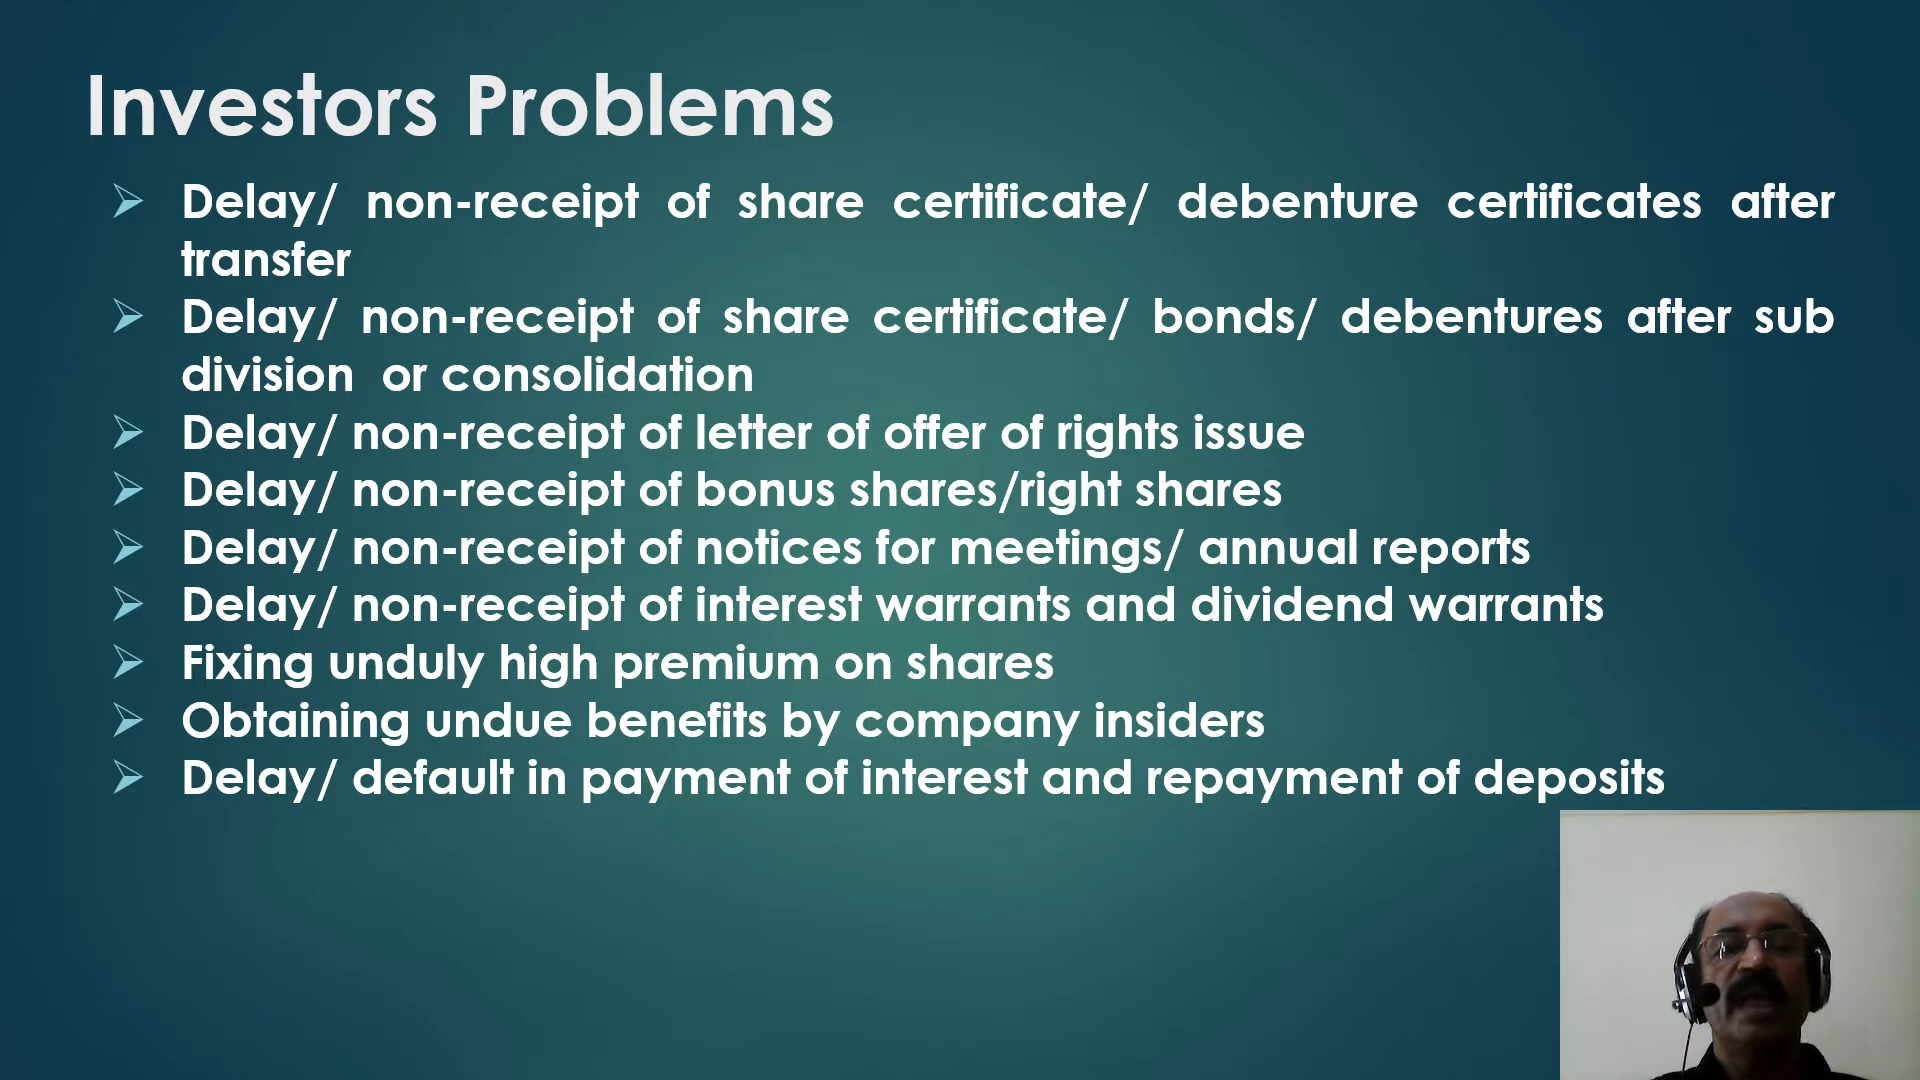 Investors Problems
Delay/ non-receipt of share certificate/ debenture certificates after
transfer
Delay/ non-receipt of share certificate/ bonds/ debentures after sub
division or consolidation
Delay/ non-receipt of letter of offer of rights issue
Delay/ non-receipt of bonus shares/right shares
Delay/ non-receipt of notices for meetings/ annual reports
Delay/ non-receipt of interest warrants and dividend warrants
Fixing unduly high premium on shares
Obtaining undue benefits by company insiders
Delay/ default in payment of interest and repayment of deposits